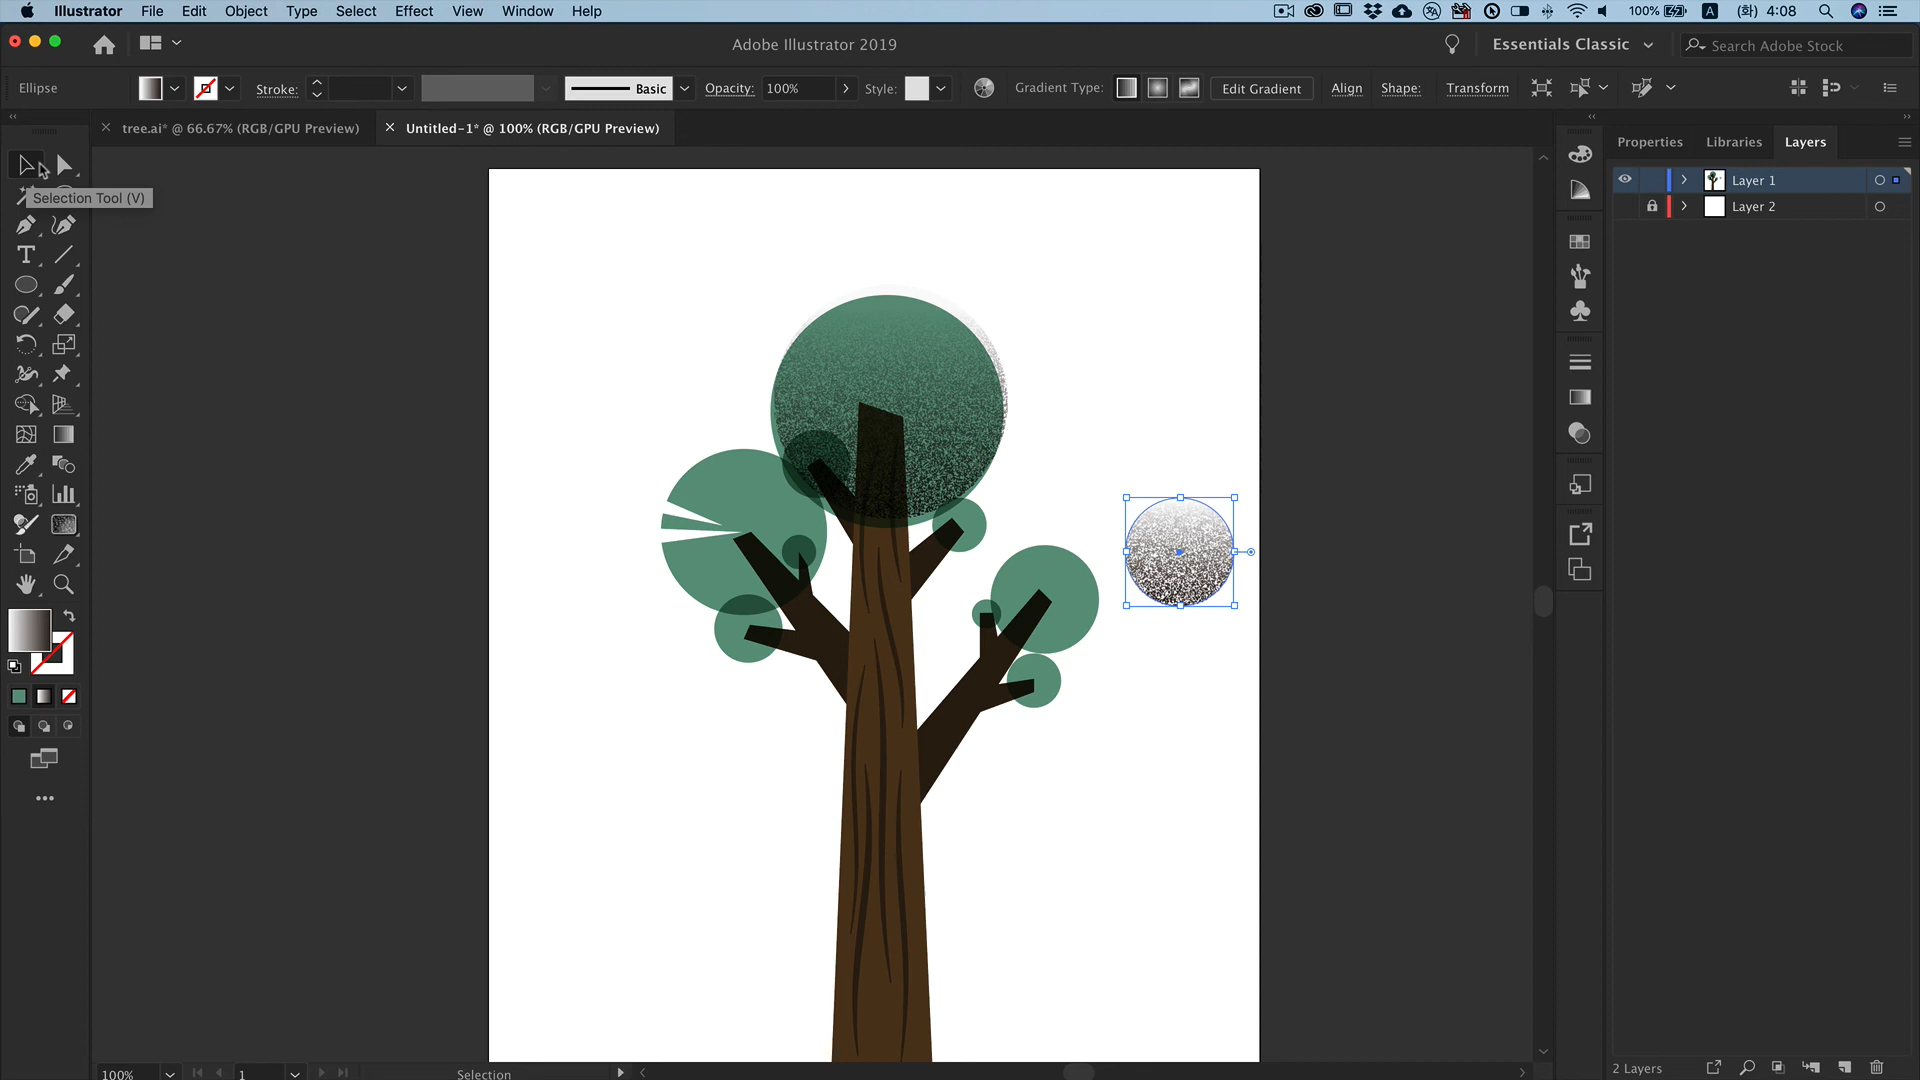 Illustrator File Edit Object Type Select Effect View Window Help
100% A (화) 4:08
Adobe Illustrator 2019
Essentials Classic
Search Adobe Stock
Ellipse Stroke: Basic Opacity: 100% Style: Gradient Type: Edit Gradient Align Shape: Transform
tree.ai* @ 66.67% (RGB/GPU Preview)
Untitled-1* @ 100% (RGB/GPU Preview)
Properties Libraries Layers
Selection Tool (V)
Layer 1
Layer 2
100% 1 Selection
2 Layers